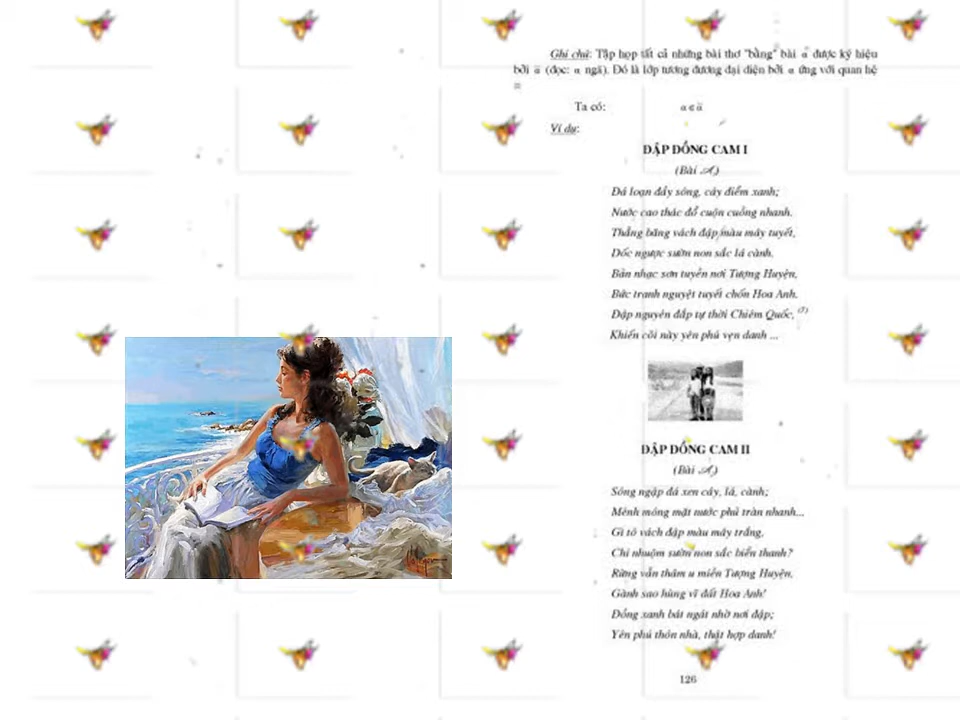 Ghi chú: Tập hợp tất cả những bài thơ "bằng" bài a được ký hiệu
bởi ā (đọc: a ngã). Đó là lớp tương đương đại diện bởi a ứng với quan hệ
=
Ta có: a ∈ ā
Ví dụ:
ĐẬP ĐỒNG CAM I
(Bài A)
Đá loạn đầy sông, cây điểm xanh;
Nước cao thác đổ cuộn cuồng nhanh.
Thẳng băng vách đập màu mây tuyết,
Dốc ngược sườn non sắc lá cành.
Bản nhạc sơn tuyền nơi Tượng Huyện,
Bức tranh nguyệt tuyết chốn Hoa Anh.
Đập nguyên đắp tự thời Chiêm Quốc,
Khiến cõi này yên phú vẹn danh ...
ĐẬP ĐỒNG CAM II
(Bài A)
Sông ngập đá xen cây, lá, cành;
Mênh mông mặt nước phủ tràn nhanh...
Gì tô vách đập màu mây trắng,
Chi nhuộm sườn non sắc biển thanh?
Rừng vẫn thâm u miền Tượng Huyện,
Gành sao hùng vĩ đất Hoa Anh!
Đồng xanh bát ngát nhờ nơi đập;
Yên phú thôn nhà, thật hợp danh!
126